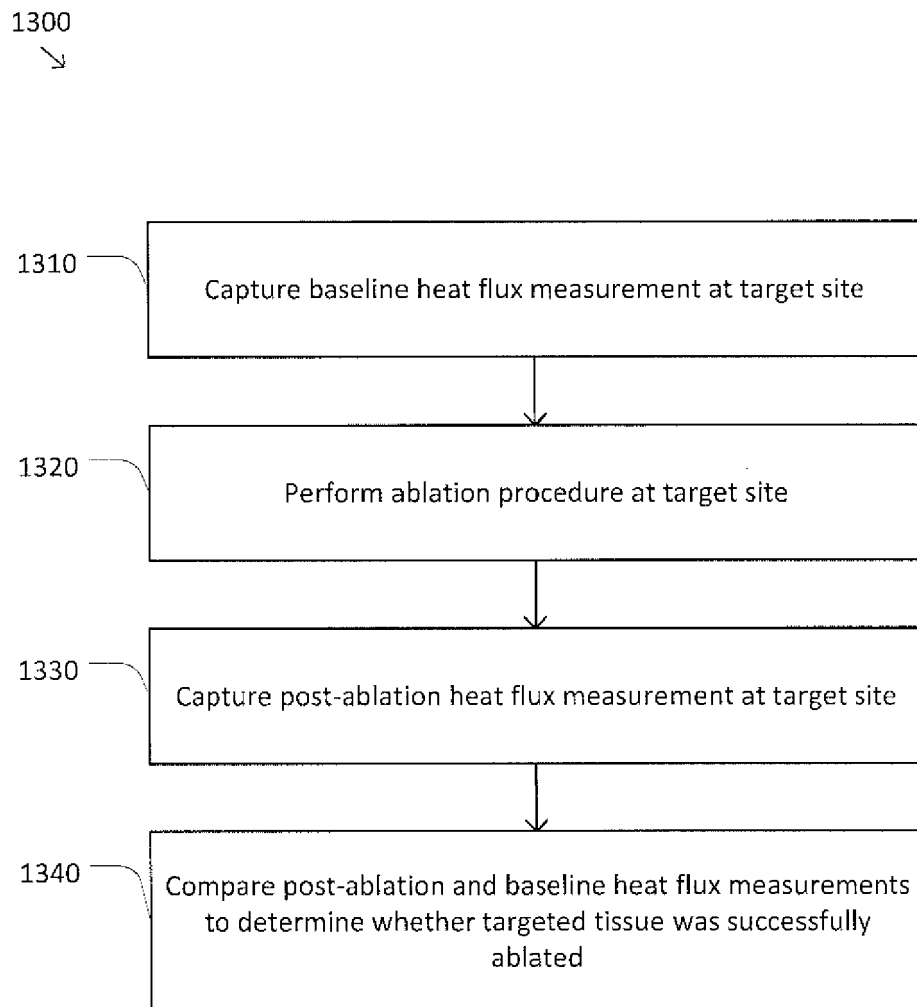 1300
1310
Capture baseline heat flux measurement at target site
1320
Perform ablation procedure at target site
1330
Capture post-ablation heat flux measurement at target site
1340
Compare post-ablation and baseline heat flux measurements
to determine whether targeted tissue was successfully
ablated